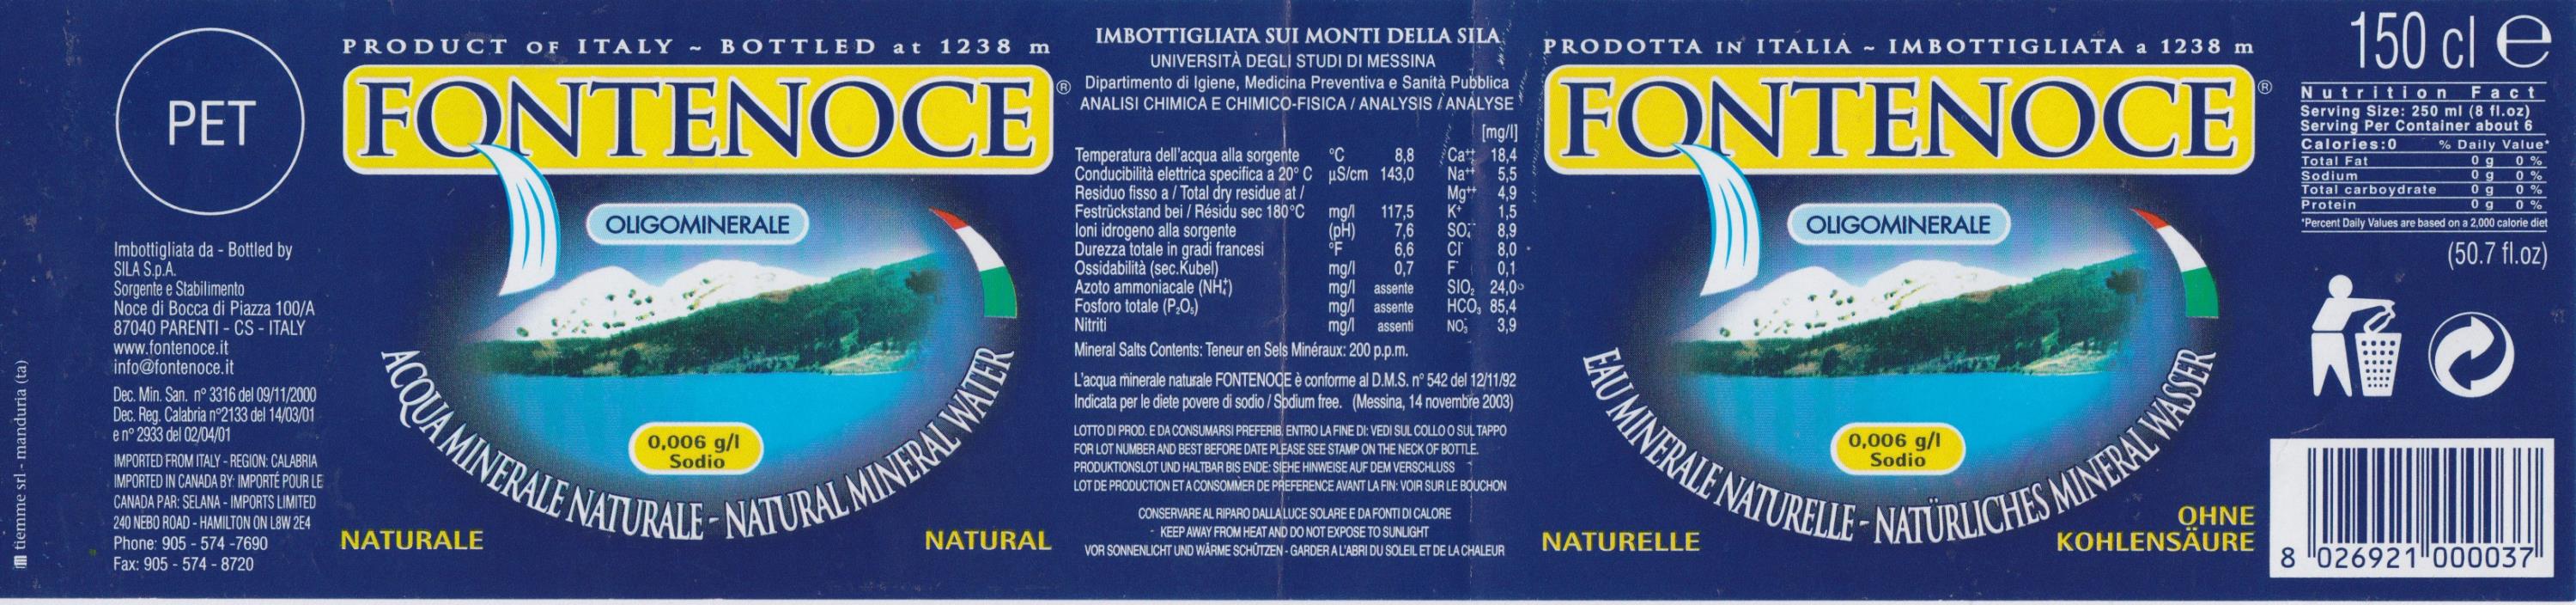 tiemme srl - manduria (ta)
PET
Imbottigliata da - Bottled by
SILA S.p.A.
Sorgente e Stabilimento
Noce di Bocca di Piazza 100/A
87040 PARENTI - CS - ITALY
www.fontenoce.it
info@fontenoce.it
Dec. Min. San. n° 3316 del 09/11/2000
Dec. Reg. Calabria n°2133 del 14/03/01
e n° 2933 del 02/04/01
IMPORTED FROM ITALY - REGION: CALABRIA
IMPORTED IN CANADA BY: IMPORTÉ POUR LE
CANADA PAR: SELANA - IMPORTS LIMITED
240 NEBO ROAD - HAMILTON ON L8W 2E4
Phone: 905 - 574 -7690
Fax: 905 - 574 - 8720
PRODUCT OF ITALY ~ BOTTLED at 1238 m
FONTENOCE®
OLIGOMINERALE
0,006 g/l
Sodio
ACQUA MINERALE NATURALE - NATURAL MINERAL WATER
NATURALE
NATURAL
IMBOTTIGLIATA SUI MONTI DELLA SILA
UNIVERSITÀ DEGLI STUDI DI MESSINA
Dipartimento di Igiene, Medicina Preventiva e Sanità Pubblica
ANALISI CHIMICA E CHIMICO-FISICA / ANALYSIS / ANALYSE
[mg/l]
Temperatura dell'acqua alla sorgente °C 8,8 Ca⁺⁺ 18,4
Conducibilità elettrica specifica a 20° C µS/cm 143,0 Na⁺⁺ 5,5
Residuo fisso a / Total dry residue at / Mg⁺⁺ 4,9
Festrückstand bei / Résidu sec 180°C mg/l 117,5 K⁺ 1,5
Ioni idrogeno alla sorgente (pH) 7,6 SO₄⁻⁻ 8,9
Durezza totale in gradi francesi °F 6,6 Cl⁻ 8,0
Ossidabilità (sec.Kubel) mg/l 0,7 F⁻ 0,1
Azoto ammoniacale (NH₄⁺) mg/l assente SIO₂ 24,0
Fosforo totale (P₂O₅) mg/l assente HCO₃ 85,4
Nitriti mg/l assenti NO₃⁻ 3,9
Mineral Salts Contents: Teneur en Sels Minéraux: 200 p.p.m.
L'acqua minerale naturale FONTENOCE è conforme al D.M.S. n° 542 del 12/11/92
Indicata per le diete povere di sodio / Sodium free. (Messina, 14 novembre 2003)
LOTTO DI PROD. E DA CONSUMARSI PREFERIB. ENTRO LA FINE DI: VEDI SUL COLLO O SUL TAPPO
FOR LOT NUMBER AND BEST BEFORE DATE PLEASE SEE STAMP ON THE NECK OF BOTTLE.
PRODUKTIONSLOT UND HALTBAR BIS ENDE: SIEHE HINWEISE AUF DEM VERSCHLUSS
LOT DE PRODUCTION ET A CONSOMMER DE PREFERENCE AVANT LA FIN: VOIR SUR LE BOUCHON
CONSERVARE AL RIPARO DALLA LUCE SOLARE E DA FONTI DI CALORE
- KEEP AWAY FROM HEAT AND DO NOT EXPOSE TO SUNLIGHT
VOR SONNENLICHT UND WÄRME SCHÜTZEN - GARDER A L'ABRI DU SOLEIL ET DE LA CHALEUR
PRODOTTA IN ITALIA ~ IMBOTTIGLIATA a 1238 m
FONTENOCE®
OLIGOMINERALE
0,006 g/l
Sodio
EAU MINERALE NATURELLE - NATÜRLICHES MINERAL WASSER
NATURELLE
OHNE
KOHLENSÄURE
150 cl e
Nutrition Fact
Serving Size: 250 ml (8 fl.oz)
Serving Per Container about 6
Calories:0 % Daily Value*
Total Fat 0 g 0 %
Sodium 0 g 0 %
Total carboydrate 0 g 0 %
Protein 0 g 0 %
*Percent Daily Values are based on a 2,000 calorie diet
(50.7 fl.oz)
8 026921 000037